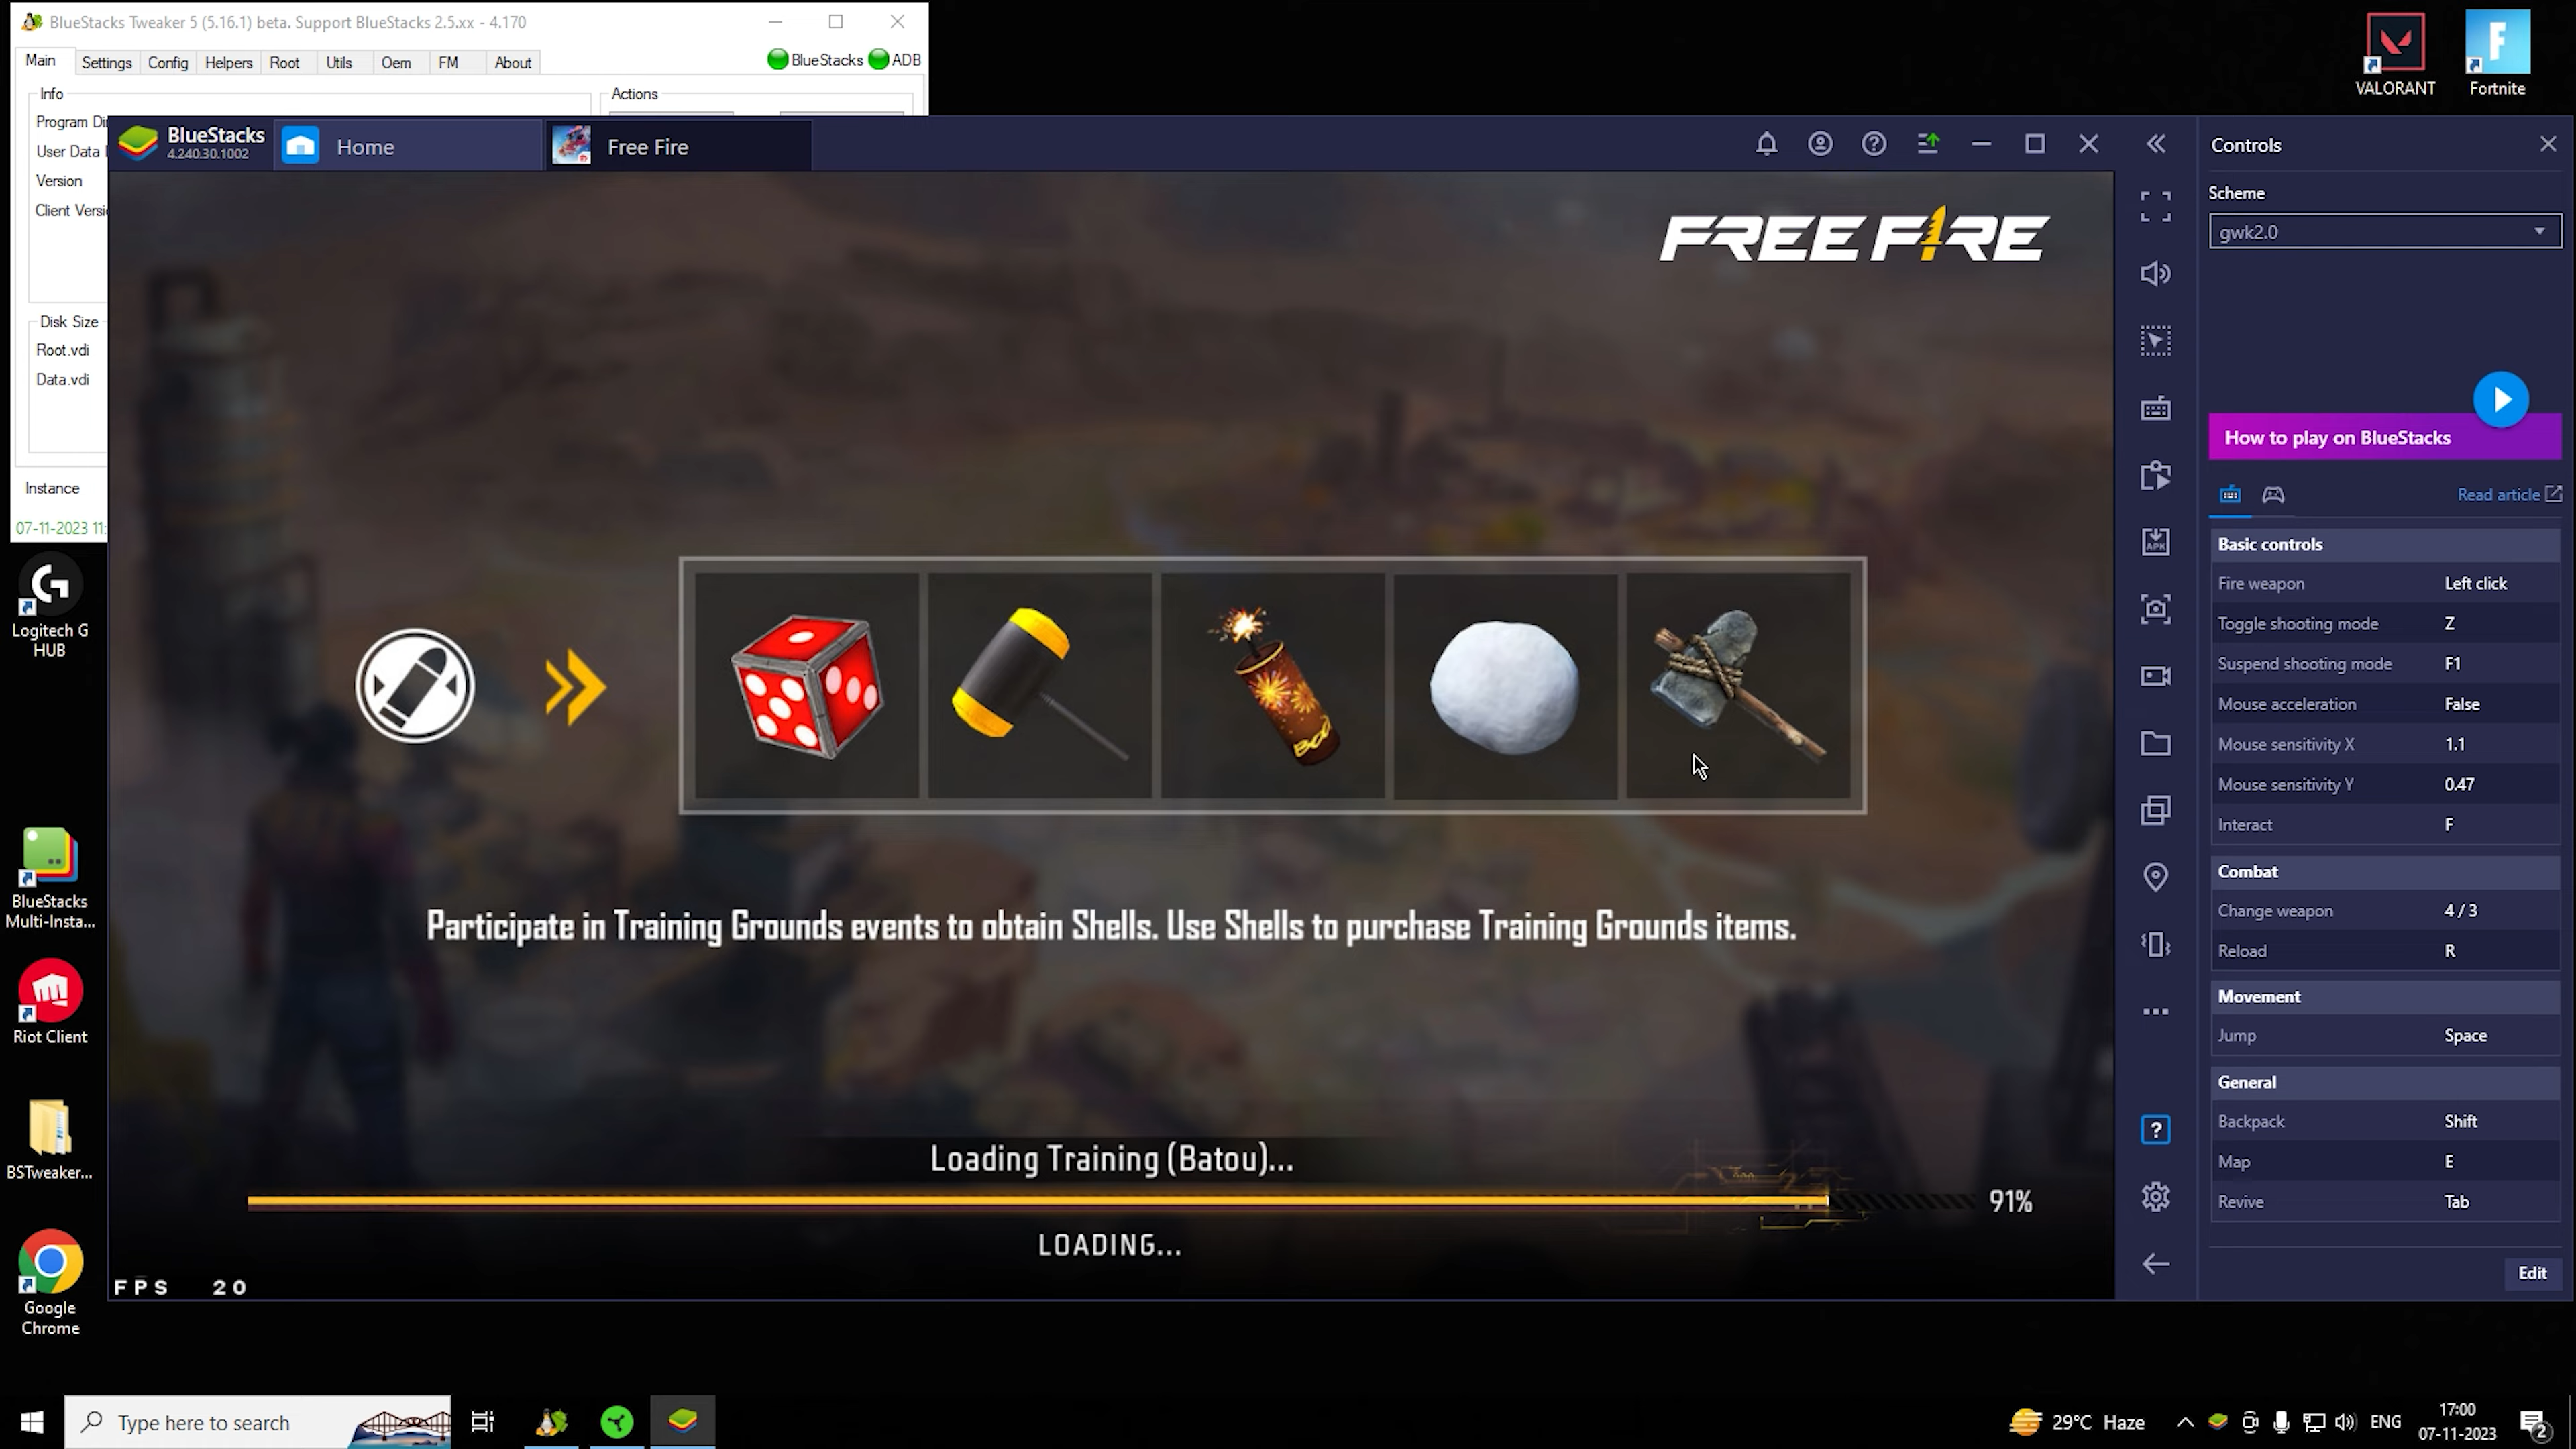 BlueStacks Tweaker 5 (5.16.1) beta. Support BlueStacks 2.5.xx - 4.170
Main Settings Config Helpers Root Utils Oem FM About BlueStacks ADB
Info
Actions
Program Dir
User Data
Version
Client Versi
Disk Size
Root.vdi
Data.vdi
Instance
07-11-2023 11:
VALORANT
Fortnite
BlueStacks
4.240.30.1002
Home
Free Fire
FREE FIRE
Participate in Training Grounds events to obtain Shells. Use Shells to purchase Training Grounds items.
Loading Training (Batou)...
91%
LOADING...
FPS 20
APK
Controls
Scheme
gwk2.0
How to play on BlueStacks
Read article
Basic controls
Fire weapon Left click
Toggle shooting mode Z
Suspend shooting mode F1
Mouse acceleration False
Mouse sensitivity X 1.1
Mouse sensitivity Y 0.47
Interact F
Combat
Change weapon 4 / 3
Reload R
Movement
Jump Space
General
Backpack Shift
Map E
Revive Tab
Edit
Logitech G
HUB
BlueStacks
Multi-Insta...
Riot Client
BSTweaker...
Google
Chrome
Type here to search
29°C Haze
ENG
17:00
07-11-2023
2